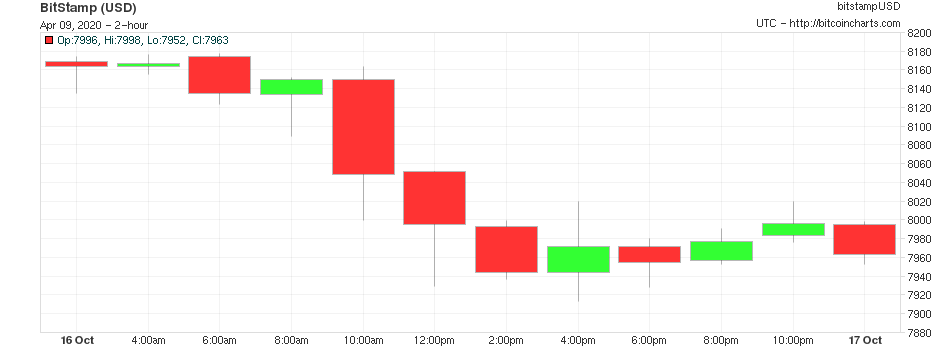 BitStamp (USD)
bitstampUSD
Apr 09, 2020 - 2-hour
UTC - http://bitcoincharts.com
Op:7996, Hi:7998, Lo:7952, Cl:7963
8200
8180
8160
8140
8120
8100
8080
8060
8040
8020
8000
7980
7960
7940
7920
7900
7880
16 Oct 4:00am 6:00am 8:00am 10:00am 12:00pm 2:00pm 4:00pm 6:00pm 8:00pm 10:00pm 17 Oct